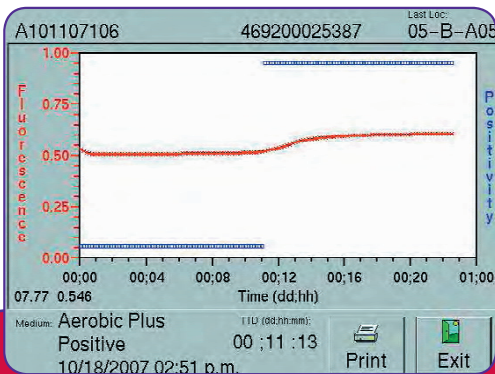 Last Loc:
A101107106 469200025387 05-B-A05
Fluorescence
1.00
0.75
0.50
0.25
0.00
Positivity
00;00 00;04 00;08 00;12 00;16 00;20 01;00
07.77 0.546 Time (dd;hh)
Medium: Aerobic Plus
TTD (dd;hh:mm):
Positive 00 ;11 :13
10/18/2007 02:51 p.m. Print Exit